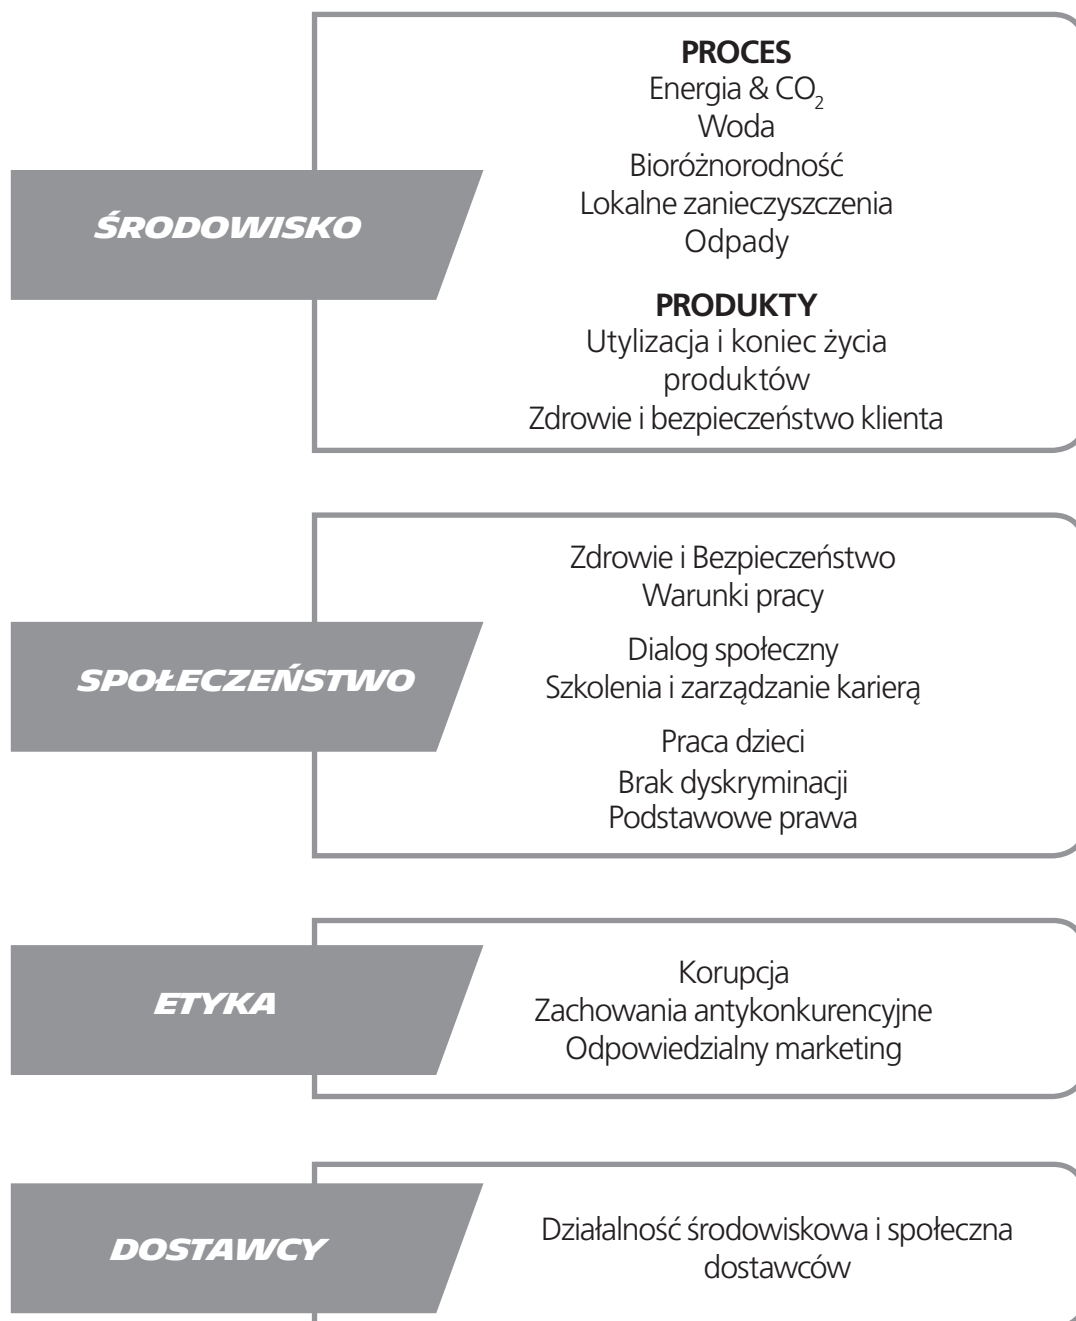 ŚRODOWISKO
PROCES
Energia & CO₂
Woda
Bioróżnorodność
Lokalne zanieczyszczenia
Odpady
PRODUKTY
Utylizacja i koniec życia
produktów
Zdrowie i bezpieczeństwo klienta
SPOŁECZEŃSTWO
Zdrowie i Bezpieczeństwo
Warunki pracy
Dialog społeczny
Szkolenia i zarządzanie karierą
Praca dzieci
Brak dyskryminacji
Podstawowe prawa
ETYKA
Korupcja
Zachowania antykonkurencyjne
Odpowiedzialny marketing
DOSTAWCY
Działalność środowiskowa i społeczna
dostawców